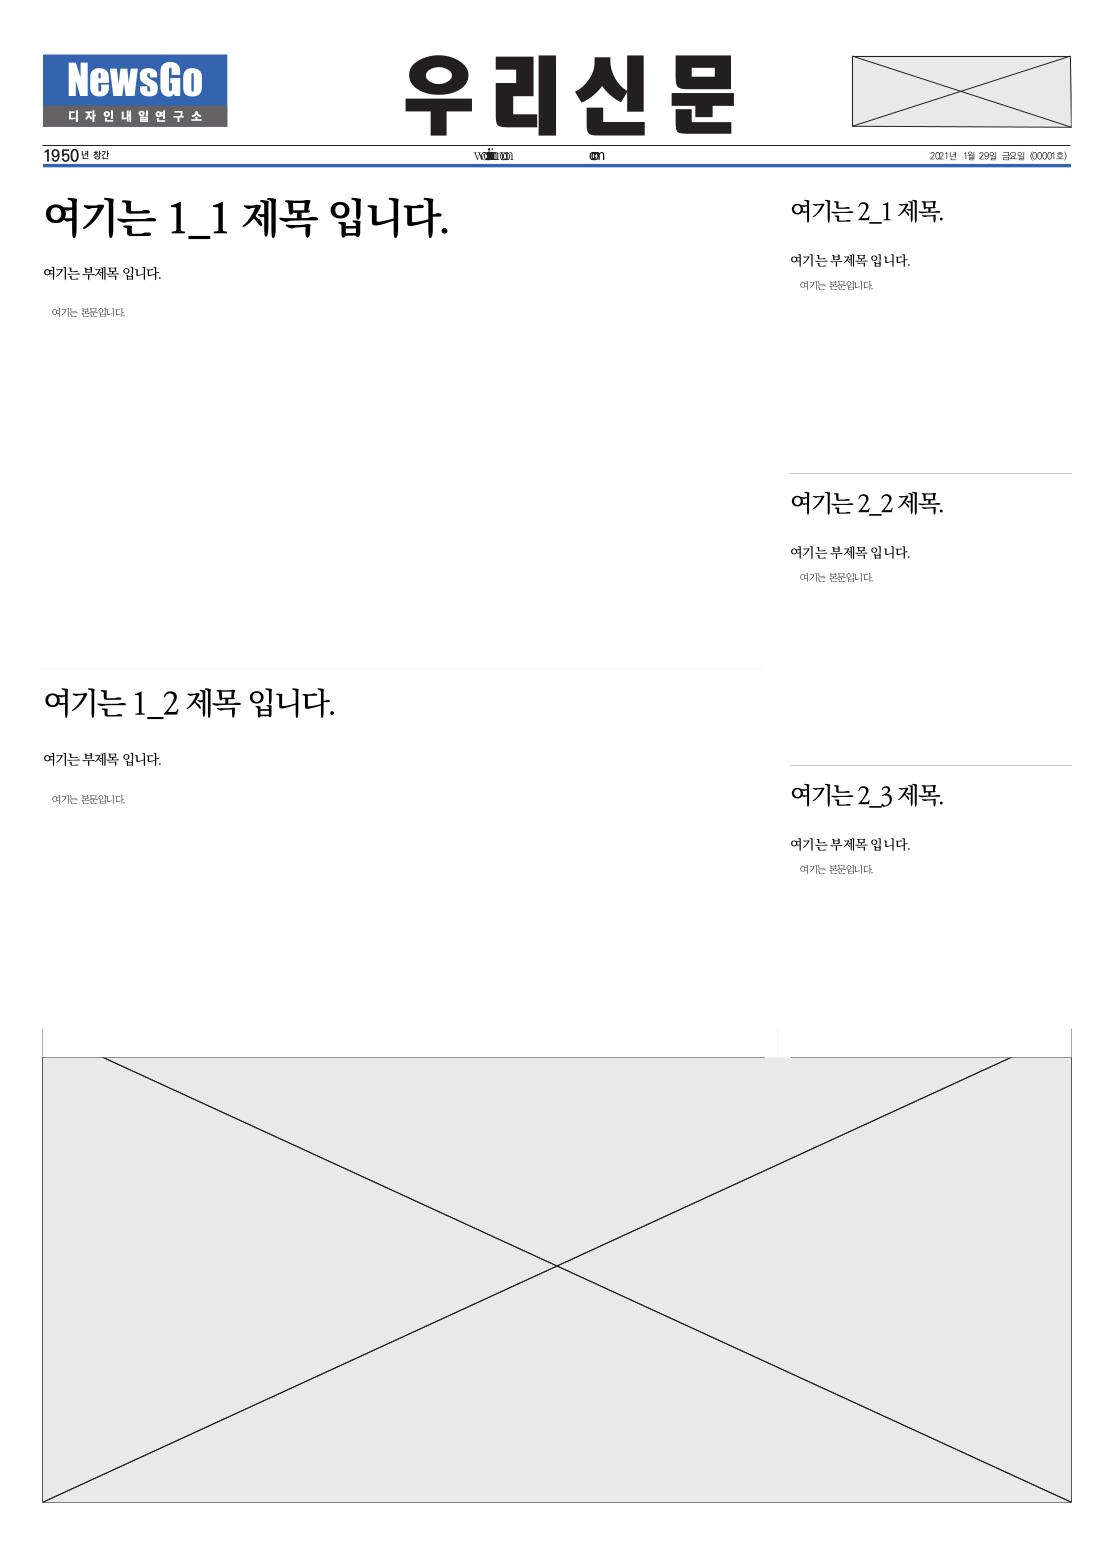 NewsGo
디자인내일연구소
우리신문
1950년 창간
2021년 1월 29일 금요일 (00001호)
여기는 1_1 제목 입니다.
여기는 부제목 입니다.
여기는 본문입니다.
여기는 1_2 제목 입니다.
여기는 부제목 입니다.
여기는 본문입니다.
여기는 2_1 제목.
여기는 부제목 입니다.
여기는 본문입니다.
여기는 2_2 제목.
여기는 부제목 입니다.
여기는 본문입니다.
여기는 2_3 제목.
여기는 부제목 입니다.
여기는 본문입니다.